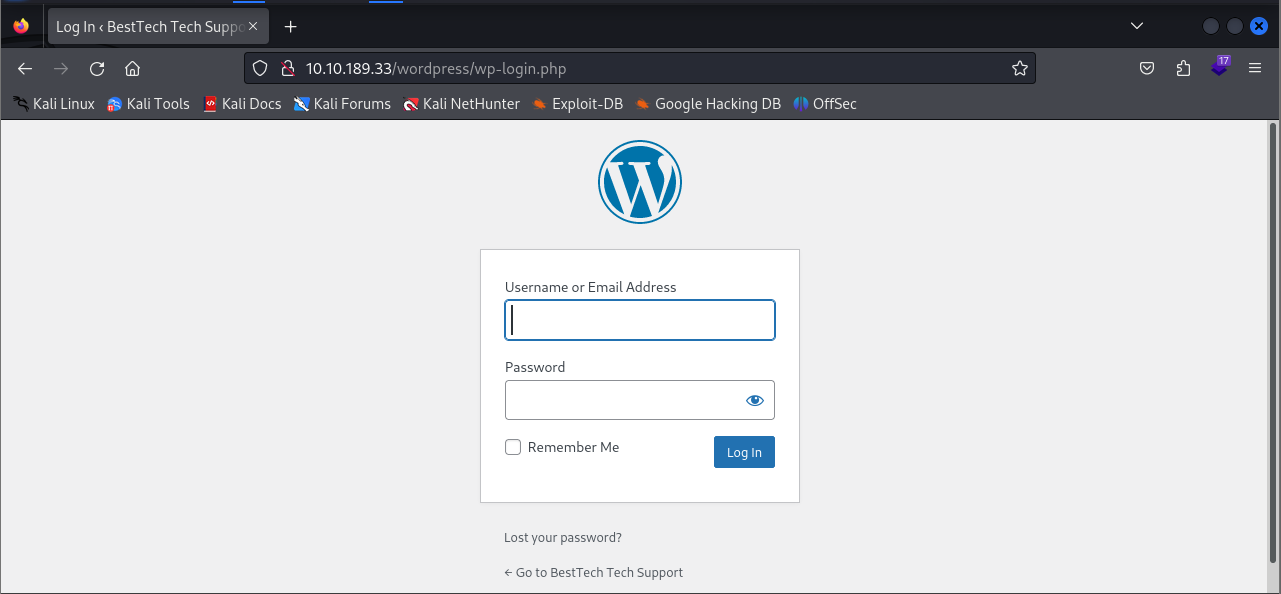 Log In ‹ BestTech Tech Suppo
10.10.189.33/wordpress/wp-login.php
17
Kali Linux Kali Tools Kali Docs Kali Forums Kali NetHunter Exploit-DB Google Hacking DB OffSec
Username or Email Address
Password
Remember Me
Log In
Lost your password?
← Go to BestTech Tech Support